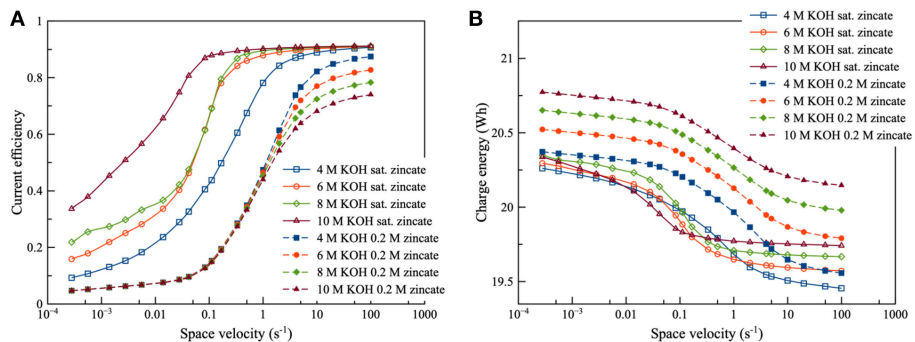 A
B
Current efficiency
1
0.8
0.6
0.4
0.2
0
10⁻⁴
10⁻³
0.01
0.1
1
10
100
1000
Space velocity (s⁻¹)
4 M KOH sat. zincate
6 M KOH sat. zincate
8 M KOH sat. zincate
10 M KOH sat. zincate
4 M KOH 0.2 M zincate
6 M KOH 0.2 M zincate
8 M KOH 0.2 M zincate
10 M KOH 0.2 M zincate
Charge energy (Wh)
21
20.5
20
19.5
10⁻⁴
10⁻³
0.01
0.1
1
10
100
1000
Space velocity (s⁻¹)
4 M KOH sat. zincate
6 M KOH sat. zincate
8 M KOH sat. zincate
10 M KOH sat. zincate
4 M KOH 0.2 M zincate
6 M KOH 0.2 M zincate
8 M KOH 0.2 M zincate
10 M KOH 0.2 M zincate